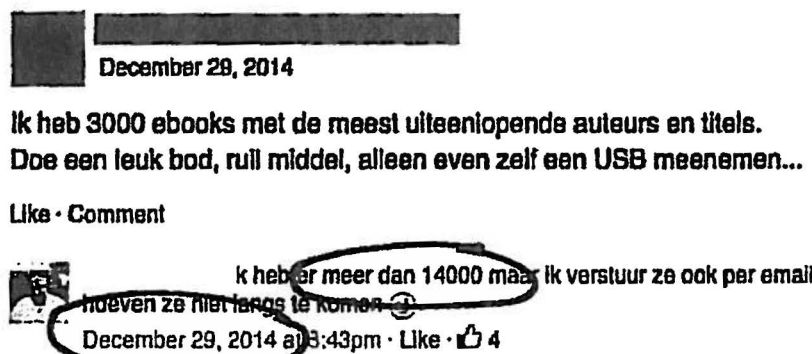 December 29, 2014
Ik heb 3000 ebooks met de meest uiteenlopende auteurs en titels.
Doe een leuk bod, ruil middel, alleen even zelf een USB meenemen...
Like · Comment
k heb er meer dan 14000 maar ik verstuur ze ook per email
hoeven ze niet langs te komen
December 29, 2014 at 8:43pm · Like · 4